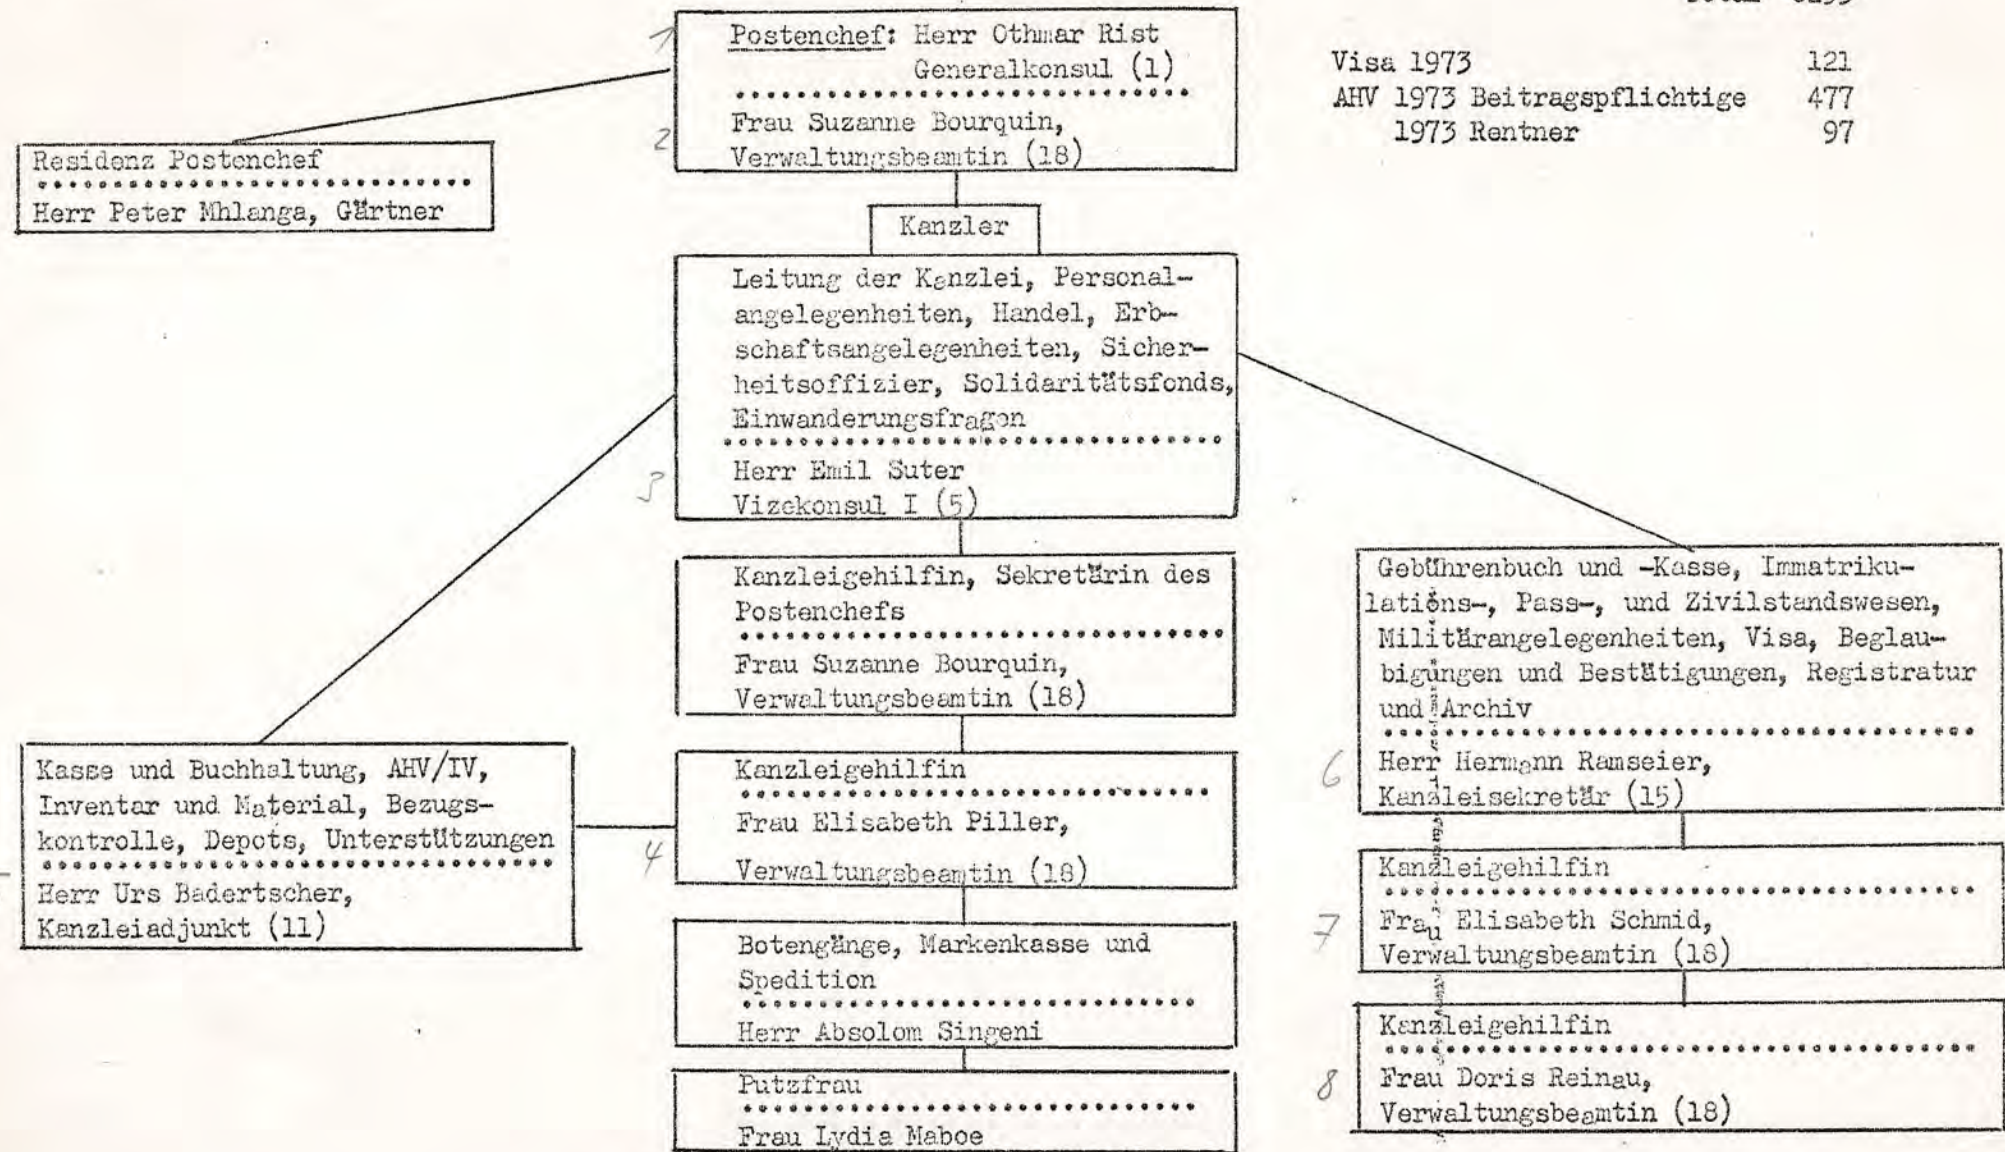 1
Postenchef: Herr Othmar Rist
Generalkonsul (1)
2
Frau Suzanne Bourquin,
Verwaltungsbeamtin (18)
Visa 1973 121
AHV 1973 Beitragspflichtige 477
1973 Rentner 97
Residenz Postenchef
Herr Peter Mhlanga, Gärtner
Kanzler
Leitung der Kanzlei, Personal-
angelegenheiten, Handel, Erb-
schaftsangelegenheiten, Sicher-
heitsoffizier, Solidaritätsfonds,
Einwanderungsfragen
3
Herr Emil Suter
Vizekonsul I (5)
Kanzleigehilfin, Sekretärin des
Postenchefs
Frau Suzanne Bourquin,
Verwaltungsbeamtin (18)
Kasse und Buchhaltung, AHV/IV,
Inventar und Material, Bezugs-
kontrolle, Depots, Unterstützungen
Herr Urs Badertscher,
Kanzleiadjunkt (11)
Kanzleigehilfin
Frau Elisabeth Piller,
4
Verwaltungsbeamtin (18)
Botengänge, Markenkasse und
Spedition
Herr Absolom Singeni
Putzfrau
Frau Lydia Maboe
Gebührenbuch und -Kasse, Immatriku-
lations-, Pass-, und Zivilstandswesen,
Militärangelegenheiten, Visa, Beglau-
bigungen und Bestätigungen, Registratur
und Archiv
6
Herr Hermann Ramseier,
Kanzleisekretär (15)
Kanzleigehilfin
7
Frau Elisabeth Schmid,
Verwaltungsbeamtin (18)
Kanzleigehilfin
8
Frau Doris Reinau,
Verwaltungsbeamtin (18)